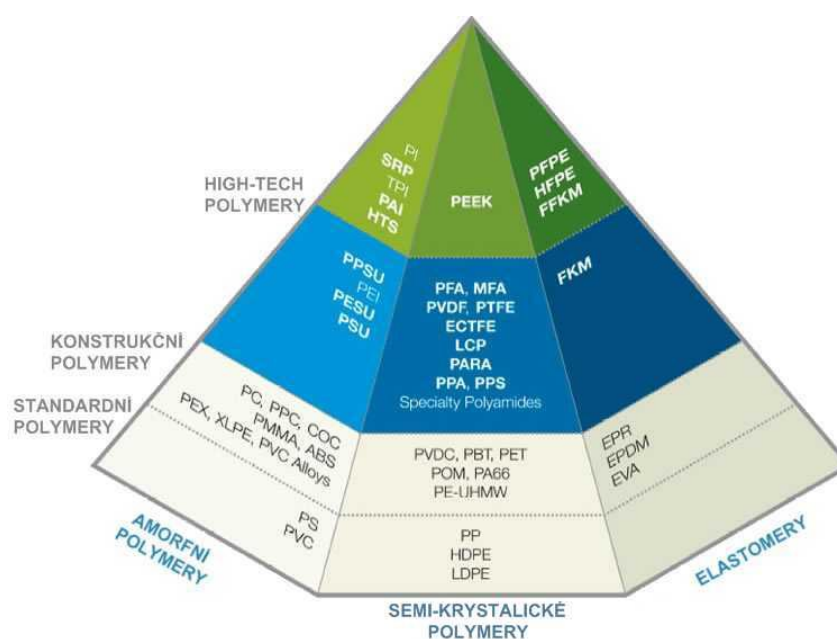 HIGH-TECH
POLYMERY
KONSTRUKČNÍ
POLYMERY
STANDARDNÍ
POLYMERY
PI
SRP
TPI
PAI
HTS
PEEK
PFPE
HFPE
FFKM
PPSU
PEI
PESU
PSU
PFA, MFA
PVDF, PTFE
ECTFE
LCP
PARA
PPA, PPS
Specialty Polyamides
FKM
PC, PPC, COC
PMMA, ABS
PEX, XLPE, PVC Alloys
PVDC, PBT, PET
POM, PA66
PE-UHMW
EPR
EPDM
EVA
PS
PVC
PP
HDPE
LDPE
AMORFNÍ
POLYMERY
SEMI-KRYSTALICKÉ
POLYMERY
ELASTOMERY